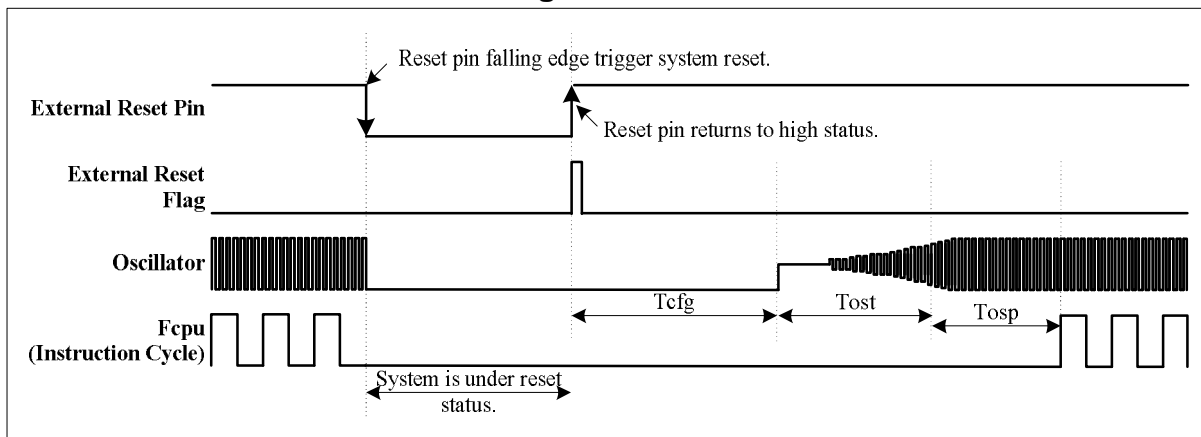 Reset pin falling edge trigger system reset.
External Reset Pin
Reset pin returns to high status.
External Reset
Flag
Oscillator
Tcfg
Tost
Tosp
Fcpu
(Instruction Cycle)
System is under reset
status.